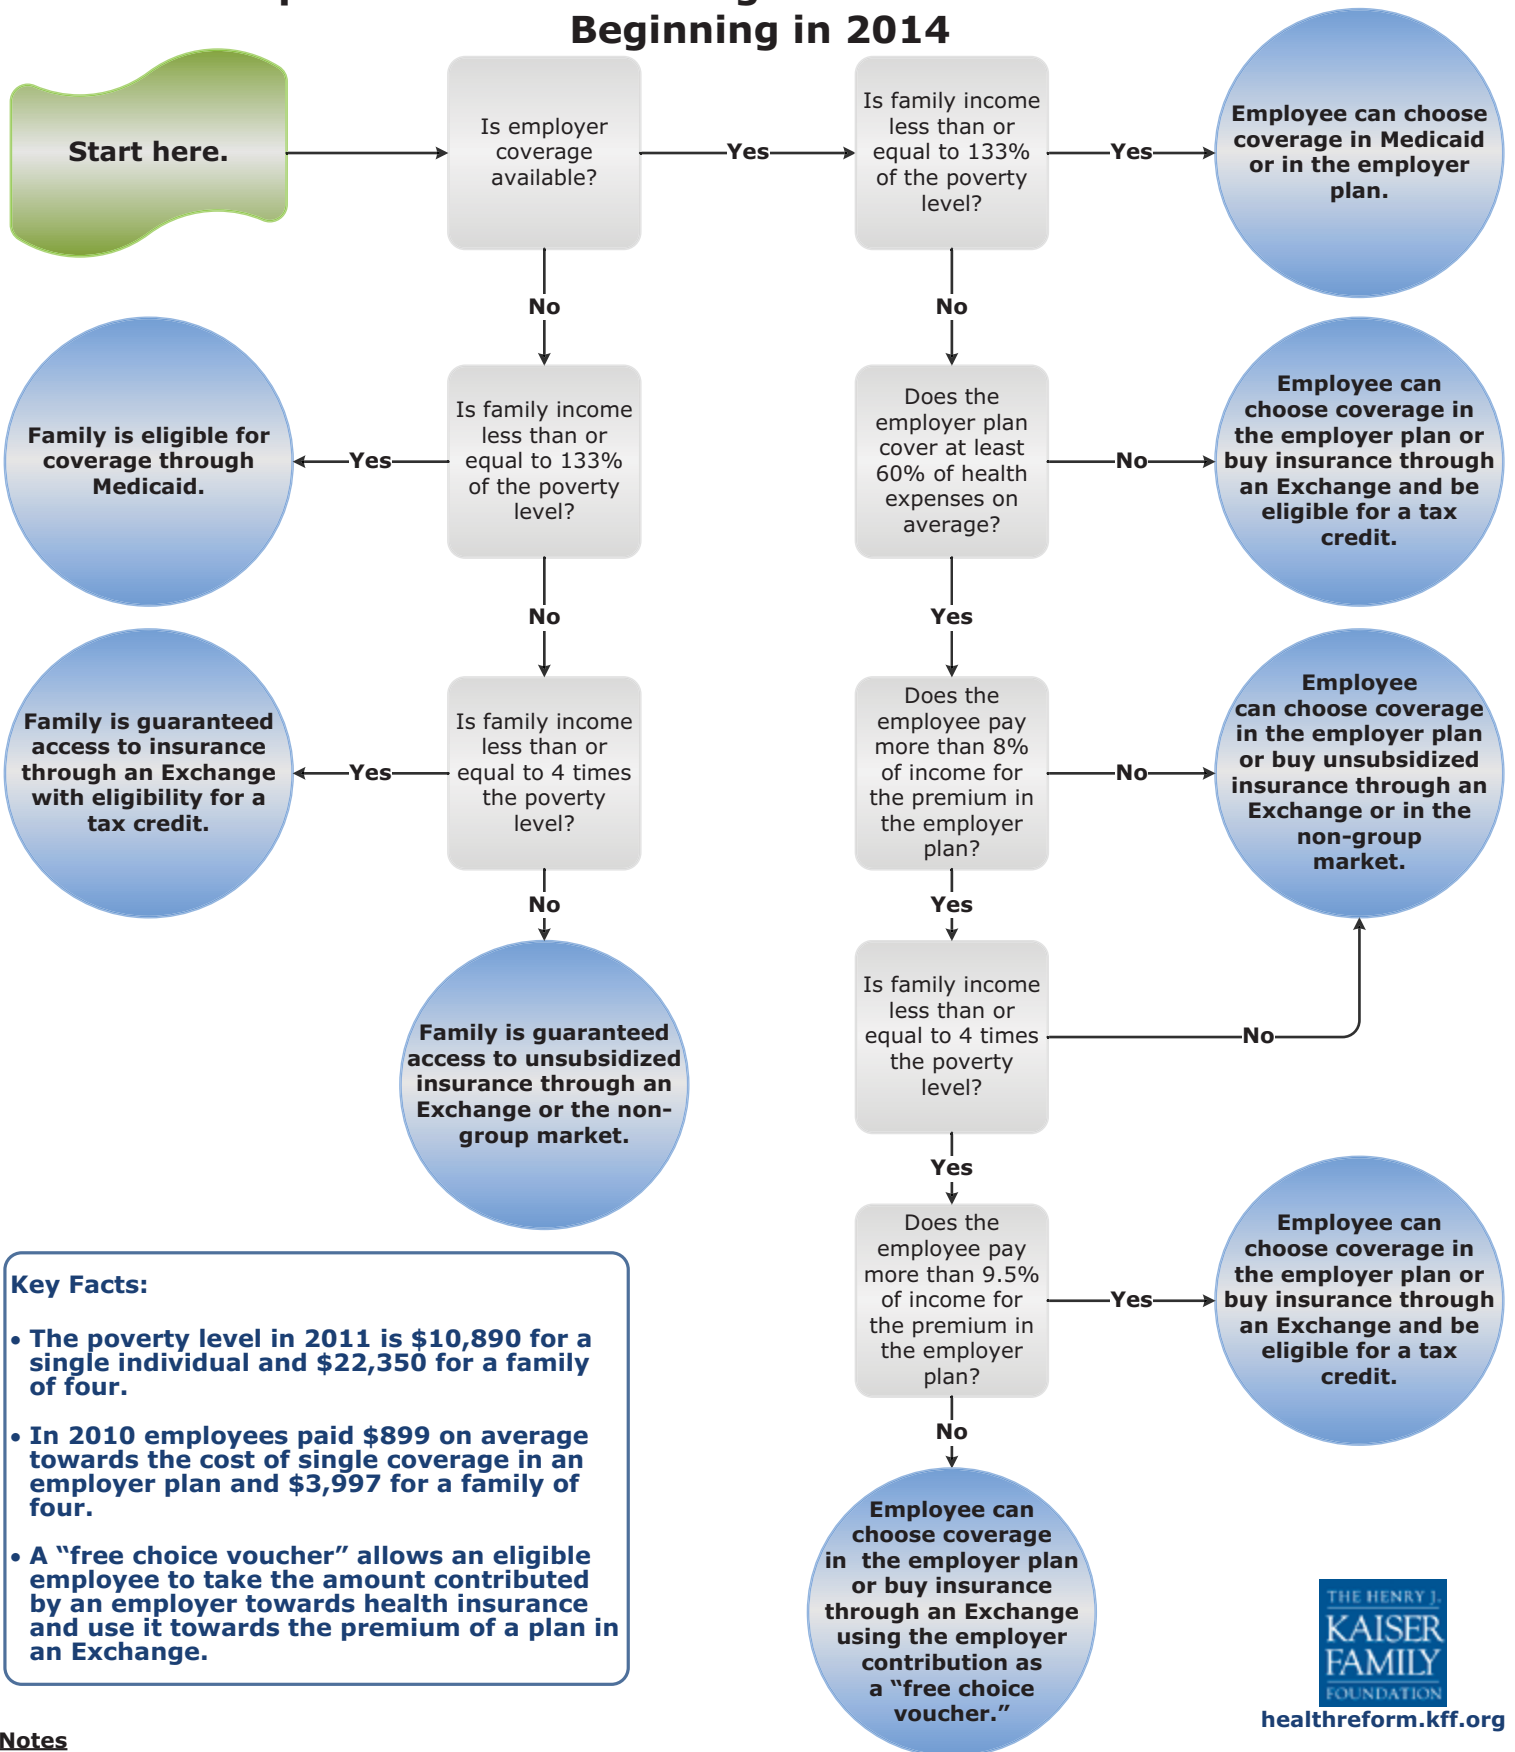 Beginning in 2014
Start here.
Is employer
coverage
available?
Yes
Is family income
less than or
equal to 133%
of the poverty
level?
Yes
Employee can choose
coverage in Medicaid
or in the employer
plan.
No
No
Family is eligible for
coverage through
Medicaid.
Yes
Is family income
less than or
equal to 133%
of the poverty
level?
Does the
employer plan
cover at least
60% of health
expenses on
average?
No
Employee can
choose coverage in
the employer plan or
buy insurance through
an Exchange and be
eligible for a tax
credit.
No
Yes
Family is guaranteed
access to insurance
through an Exchange
with eligibility for a
tax credit.
Yes
Is family income
less than or
equal to 4 times
the poverty
level?
Does the
employee pay
more than 8%
of income for
the premium in
the employer
plan?
No
Employee
can choose coverage
in the employer plan
or buy unsubsidized
insurance through an
Exchange or in the
non-group
market.
No
Yes
Family is guaranteed
access to unsubsidized
insurance through an
Exchange or the non-
group market.
Is family income
less than or
equal to 4 times
the poverty
level?
No
Yes
Does the
employee pay
more than 9.5%
of income for
the premium in
the employer
plan?
Yes
Employee can
choose coverage in
the employer plan or
buy insurance through
an Exchange and be
eligible for a tax
credit.
No
Employee can
choose coverage
in the employer plan
or buy insurance
through an Exchange
using the employer
contribution as
a “free choice
voucher.”
Key Facts:
• The poverty level in 2011 is $10,890 for a
single individual and $22,350 for a family
of four.
• In 2010 employees paid $899 on average
towards the cost of single coverage in an
employer plan and $3,997 for a family of
four.
• A “free choice voucher” allows an eligible
employee to take the amount contributed
by an employer towards health insurance
and use it towards the premium of a plan in
an Exchange.
THE HENRY J.
KAISER
FAMILY
FOUNDATION
healthreform.kff.org
Notes